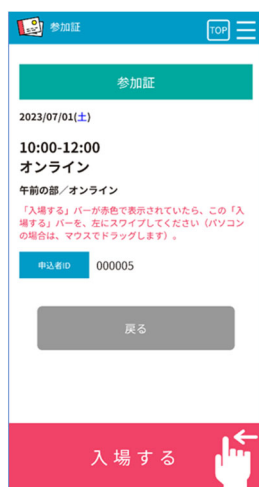 参加証
TOP
参加証
2023/07/01(土)
10:00-12:00
オンライン
午前の部／オンライン
「入場する」バーが赤色で表示されていたら、この「入
場する」バーを、左にスワイプしてください（パソコン
の場合は、マウスでドラッグします）。
申込者ID 000005
戻る
入場する